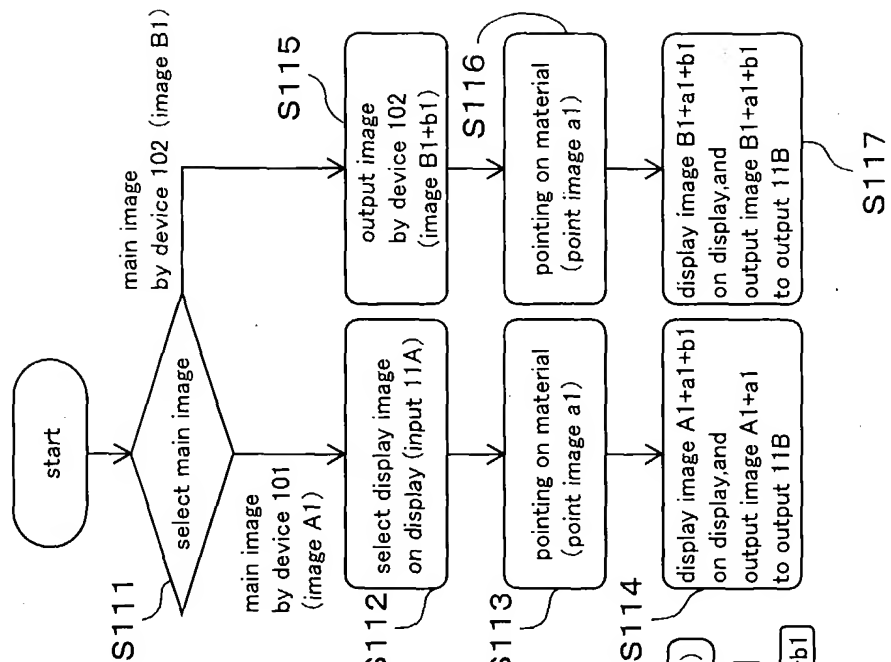 start
S111
select main image
main image
by device 102 (image B1)
main image
by device 101
(image A1)
S112
select display image
on display (input 11A)
S115
output image
by device 102
(image B1+b1)
S113
pointing on material
(point image a1)
S116
pointing on material
(point image a1)
S114
display image A1+a1+b1
on display,and
output image A1+a1
to output 11B
display image B1+a1+b1
on display,and
output image B1+a1+b1
to output 11B
S117
)
b1